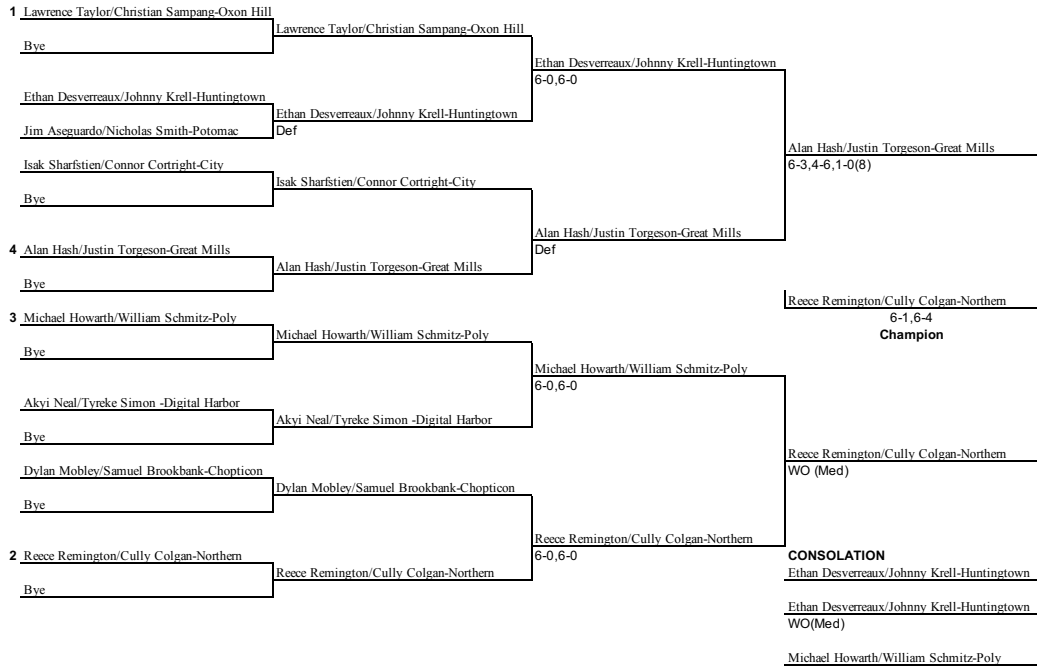 1 Lawrence Taylor/Christian Sampang-Oxon Hill
Lawrence Taylor/Christian Sampang-Oxon Hill
Bye
Ethan Desverreaux/Johnny Krell-Huntingtown
6-0,6-0
Ethan Desverreaux/Johnny Krell-Huntingtown
Ethan Desverreaux/Johnny Krell-Huntingtown
Def
Jim Aseguardo/Nicholas Smith-Potomac
Alan Hash/Justin Torgeson-Great Mills
6-3,4-6,1-0(8)
Isak Sharfstien/Connor Cortright-City
Isak Sharfstien/Connor Cortright-City
Bye
Alan Hash/Justin Torgeson-Great Mills
Def
4 Alan Hash/Justin Torgeson-Great Mills
Alan Hash/Justin Torgeson-Great Mills
Bye
Reece Remington/Cully Colgan-Northern
6-1,6-4
Champion
3 Michael Howarth/William Schmitz-Poly
Michael Howarth/William Schmitz-Poly
Bye
Michael Howarth/William Schmitz-Poly
6-0,6-0
Akyi Neal/Tyreke Simon -Digital Harbor
Akyi Neal/Tyreke Simon -Digital Harbor
Bye
Reece Remington/Cully Colgan-Northern
WO (Med)
Dylan Mobley/Samuel Brookbank-Chopticon
Dylan Mobley/Samuel Brookbank-Chopticon
Bye
Reece Remington/Cully Colgan-Northern
6-0,6-0
2 Reece Remington/Cully Colgan-Northern
Reece Remington/Cully Colgan-Northern
Bye
CONSOLATION
Ethan Desverreaux/Johnny Krell-Huntingtown
Ethan Desverreaux/Johnny Krell-Huntingtown
WO(Med)
Michael Howarth/William Schmitz-Poly